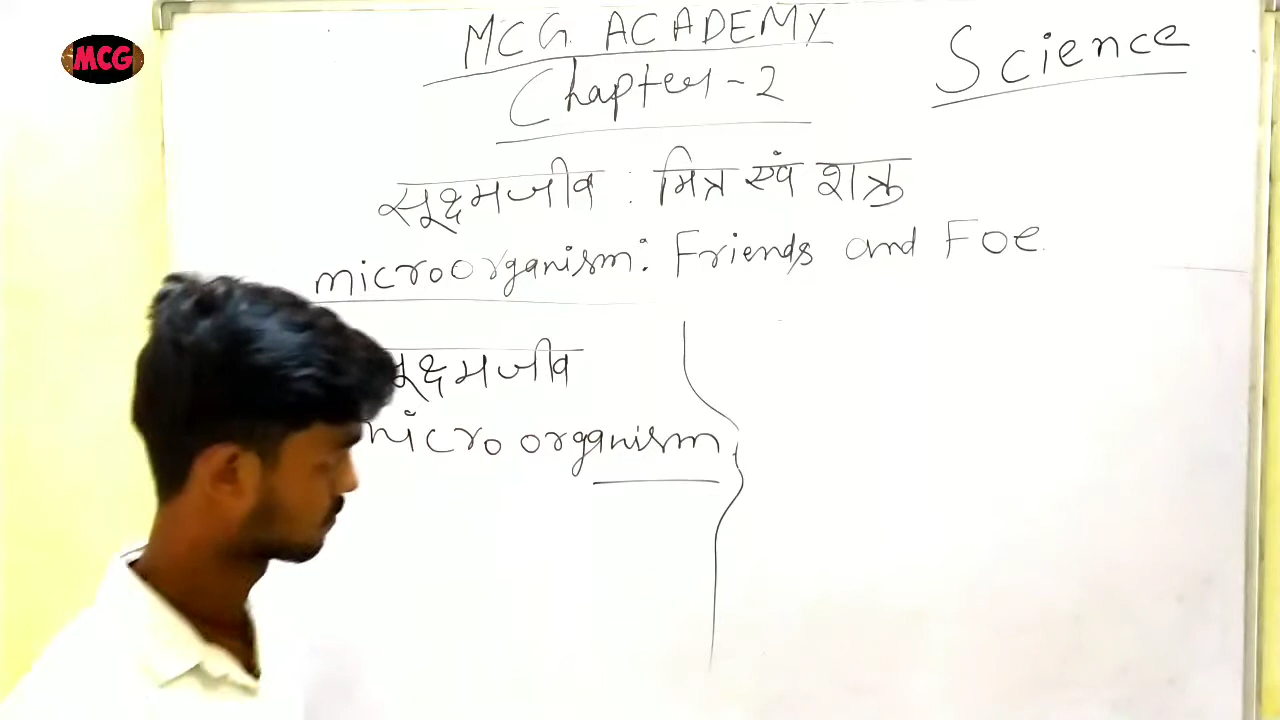 MCG
MCG ACADEMY
Science
Chapter-2
सूक्ष्मजीव : मित्र एवं शत्रु
microorganism: Friends and Foe
सूक्ष्मजीव
micro organism